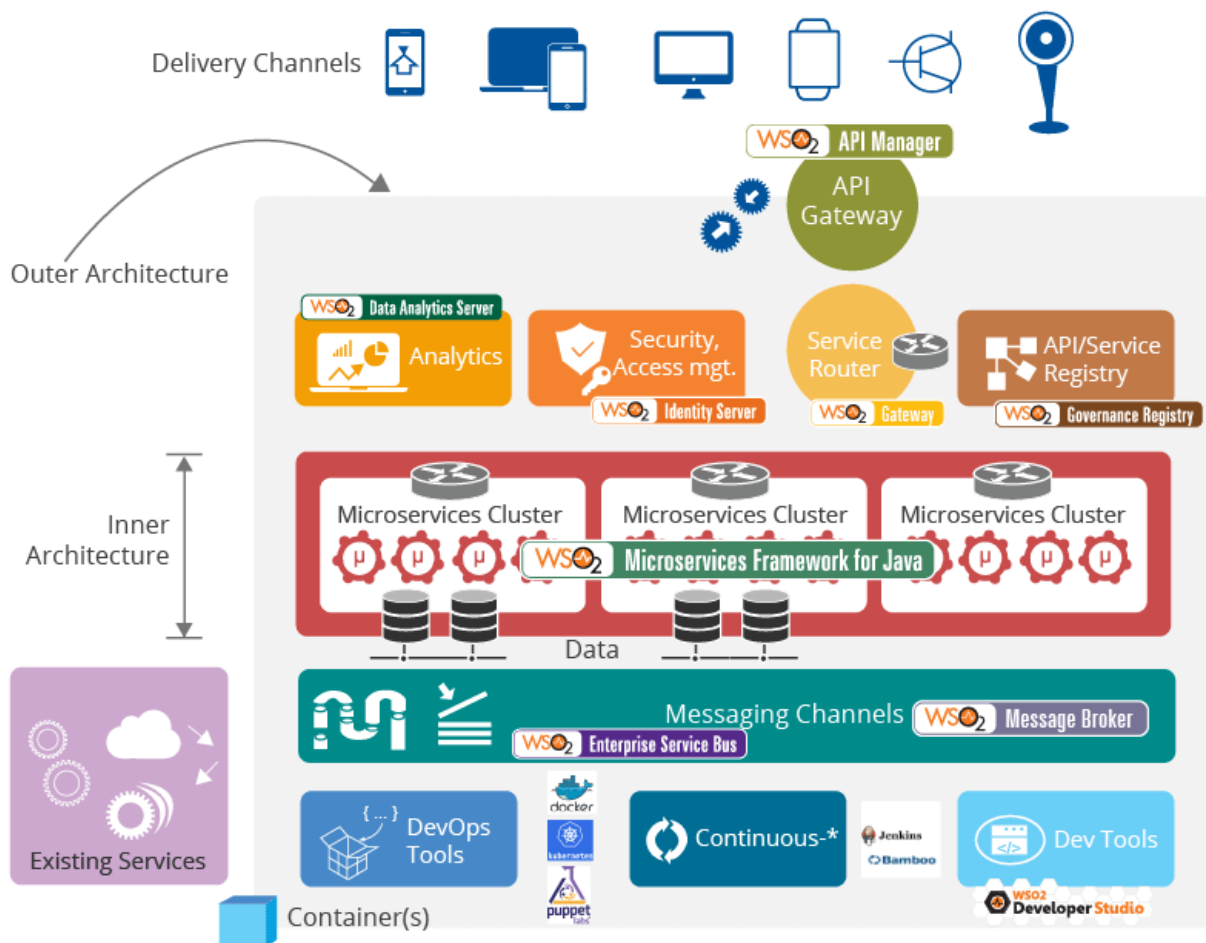 Delivery Channels
WSO2 API Manager
API
Gateway
Outer Architecture
WSO2 Data Analytics Server
Analytics
Security,
Access mgt.
WSO2 Identity Server
Service
Router
WSO2 Gateway
API/Service
Registry
WSO2 Governance Registry
Inner
Architecture
Microservices Cluster
Microservices Cluster
Microservices Cluster
μ μ μ
WSO2 Microservices Framework for Java
μ μ μ
Data
Messaging Channels
WSO2 Message Broker
WSO2 Enterprise Service Bus
Existing Services
{ ... }
DevOps
Tools
docker
kubernetes
puppet
labs
Continuous-*
Jenkins
Bamboo
</>
Dev Tools
WSO2
Developer Studio
Container(s)